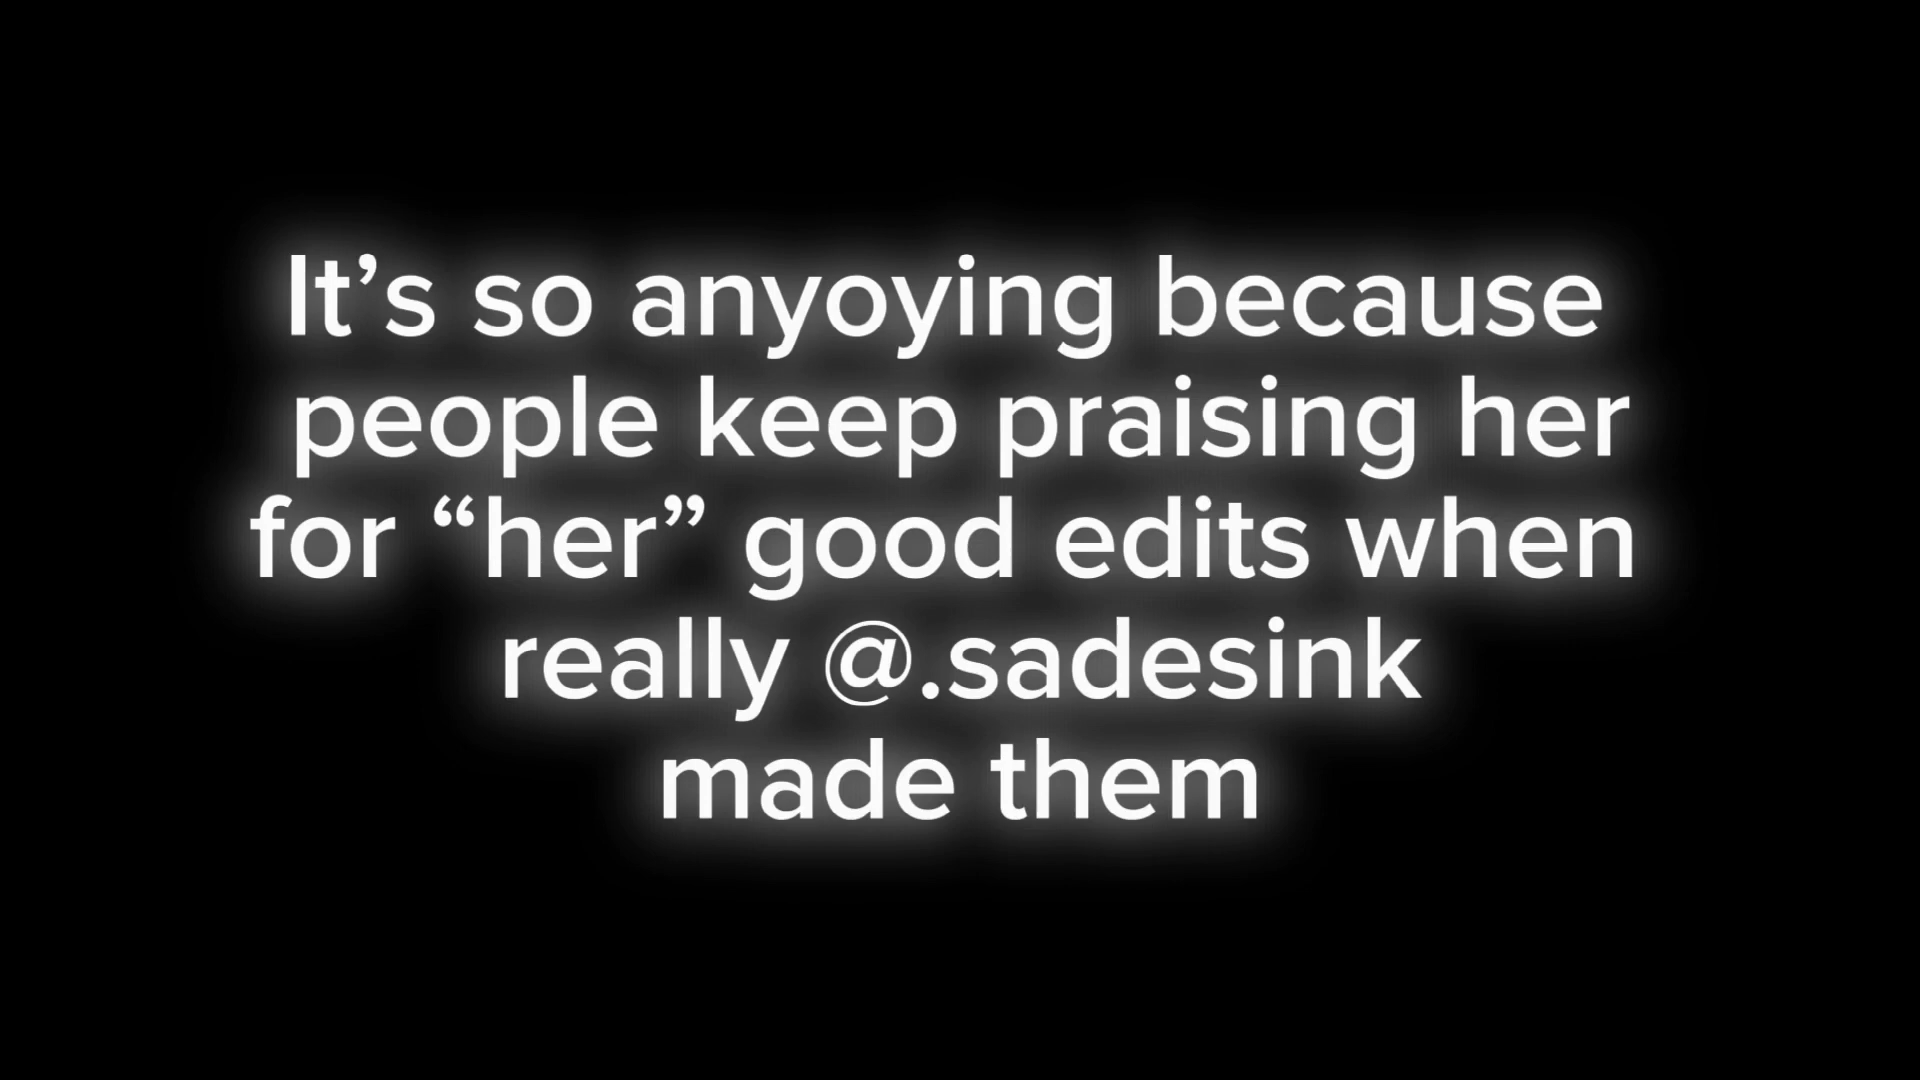 It’s so anyoying because
people keep praising her
for “her” good edits when
really @.sadesink
made them